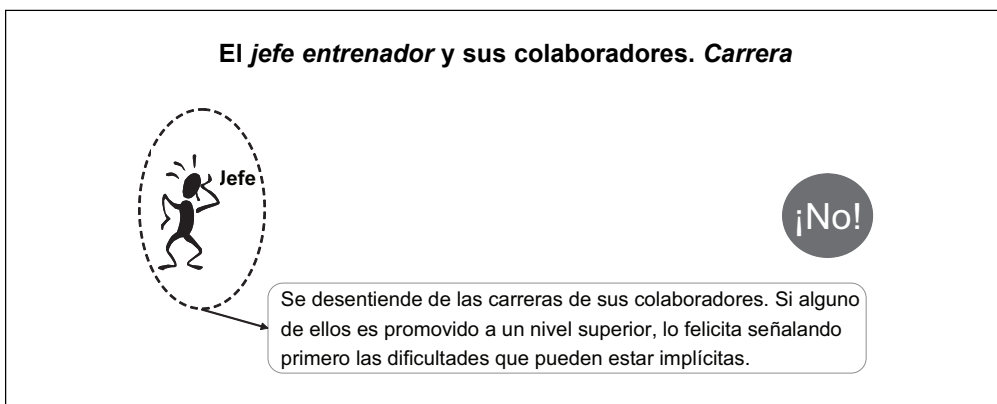 El jefe entrenador y sus colaboradores. Carrera
Jefe
¡No!
Se desentiende de las carreras de sus colaboradores. Si alguno
de ellos es promovido a un nivel superior, lo felicita señalando
primero las dificultades que pueden estar implícitas.